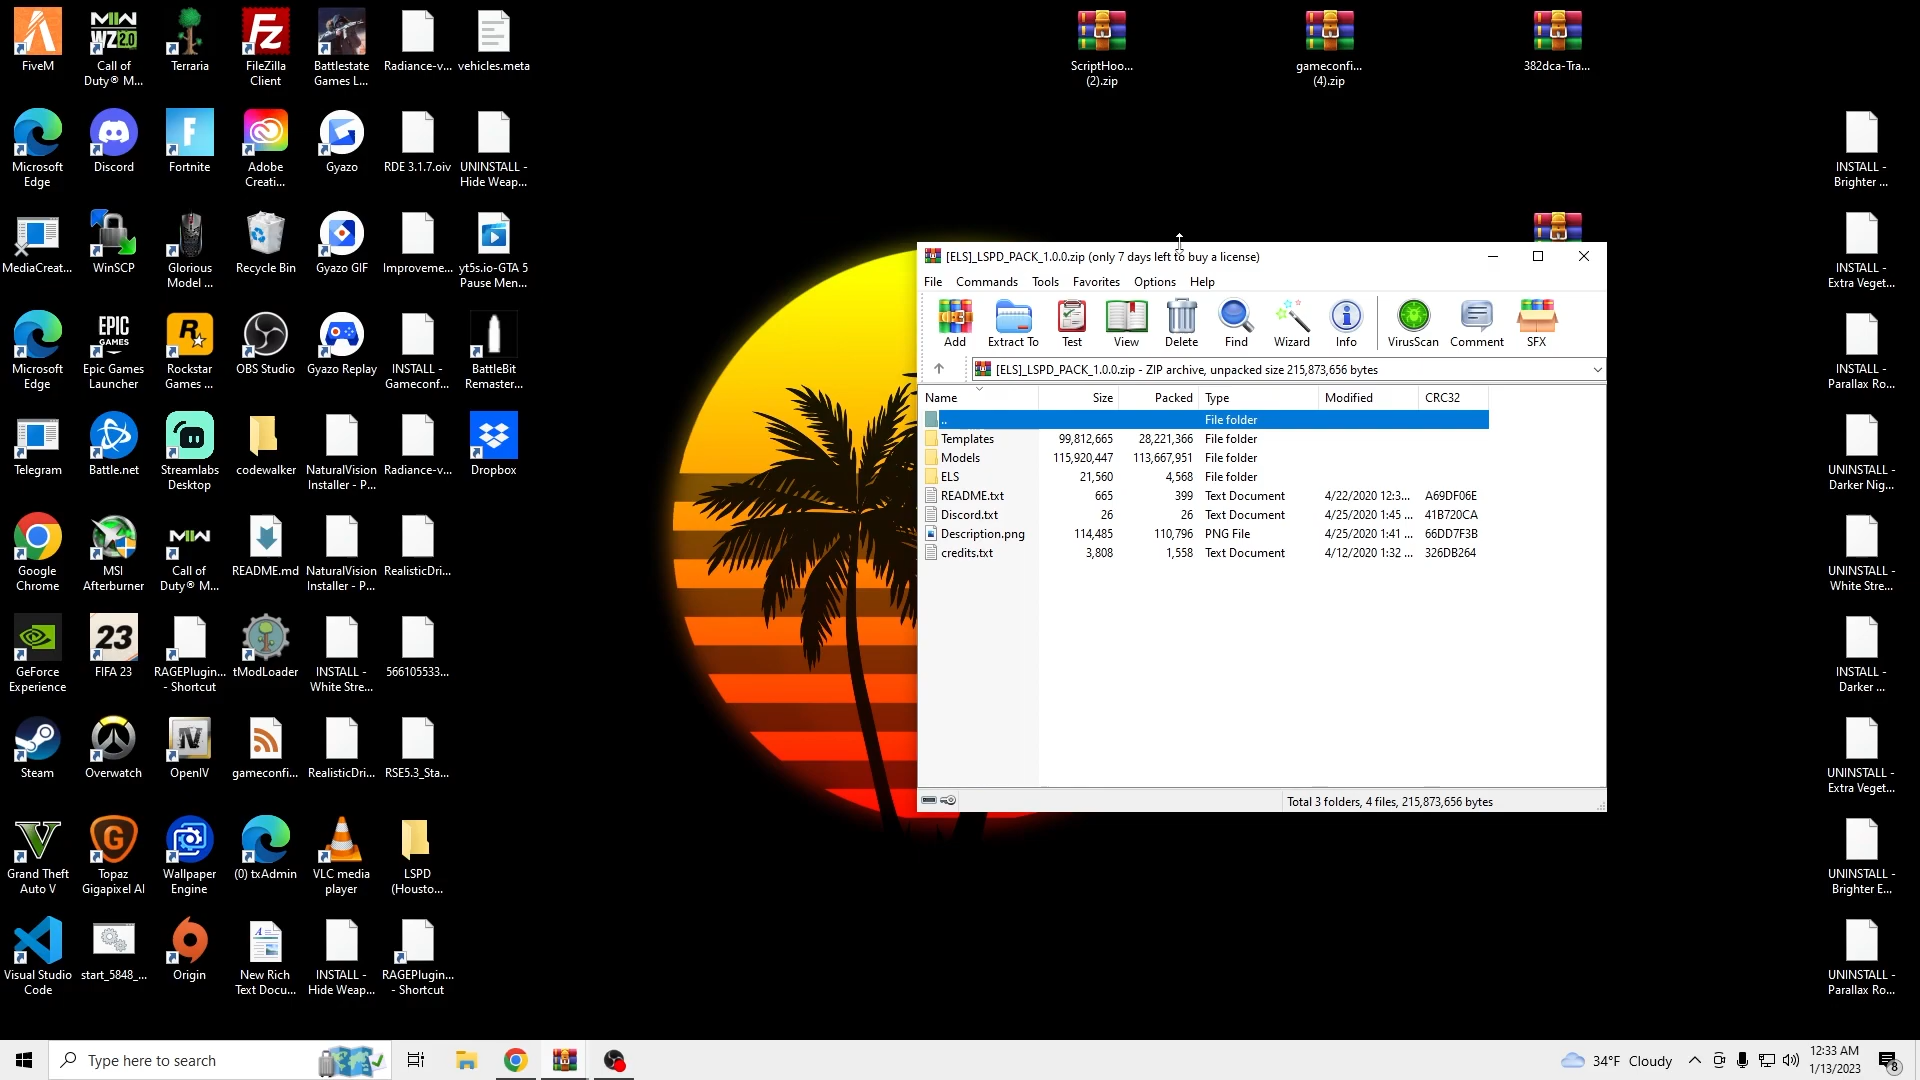 FiveM
MW
WZ2.0
Call of
Duty® M...
Terraria
FileZilla
Client
Battlestate
Games L...
Radiance-v...
vehicles.meta
ScriptHoo...
(2).zip
gameconfi...
(4).zip
382dca-Tra...
Microsoft
Edge
Discord
Fortnite
Adobe
Creati...
Gyazo
RDE 3.1.7.oiv
UNINSTALL -
Hide Weap...
INSTALL -
Brighter ...
MediaCreat...
WinSCP
Glorious
Model ...
Recycle Bin
Gyazo GIF
Improveme...
yt5s.io-GTA 5
Pause Men...
INSTALL -
Extra Veget...
Microsoft
Edge
EPIC
GAMES
Epic Games
Launcher
Rockstar
Games ...
OBS Studio
Gyazo Replay
INSTALL -
Gameconf...
BattleBit
Remaster...
INSTALL -
Parallax Ro...
Telegram
Battle.net
Streamlabs
Desktop
codewalker
NaturalVision
Installer - P...
Radiance-v...
Dropbox
UNINSTALL -
Darker Nig...
Google
Chrome
MSI
Afterburner
MW
Call of
Duty® M...
README.md
NaturalVision
Installer - P...
RealisticDri...
UNINSTALL -
White Stre...
GeForce
Experience
23
FIFA 23
RAGEPlugin...
- Shortcut
tModLoader
INSTALL -
White Stre...
566105533...
INSTALL -
Darker ...
Steam
Overwatch
OpenIV
gameconfi...
RealisticDri...
RSE5.3_Sta...
UNINSTALL -
Extra Veget...
Grand Theft
Auto V
Topaz
Gigapixel AI
Wallpaper
Engine
(0) txAdmin
VLC media
player
LSPD
(Housto...
UNINSTALL -
Brighter E...
Visual Studio
Code
start_5848_...
Origin
New Rich
Text Docu...
INSTALL -
Hide Weap...
RAGEPlugin...
- Shortcut
UNINSTALL -
Parallax Ro...
[ELS]_LSPD_PACK_1.0.0.zip (only 7 days left to buy a license)
File Commands Tools Favorites Options Help
Add Extract To Test View Delete Find Wizard Info VirusScan Comment SFX
[ELS]_LSPD_PACK_1.0.0.zip - ZIP archive, unpacked size 215,873,656 bytes
Name Size Packed Type Modified CRC32
.. File folder
Templates 99,812,665 28,221,366 File folder
Models 115,920,447 113,667,951 File folder
ELS 21,560 4,568 File folder
README.txt 665 399 Text Document 4/22/2020 12:3... A69DF06E
Discord.txt 26 26 Text Document 4/25/2020 1:45 ... 41B720CA
Description.png 114,485 110,796 PNG File 4/25/2020 1:41 ... 66DD7F3B
credits.txt 3,808 1,558 Text Document 4/12/2020 1:32 ... 326DB264
Total 3 folders, 4 files, 215,873,656 bytes
Type here to search
34°F Cloudy
12:33 AM
1/13/2023
8